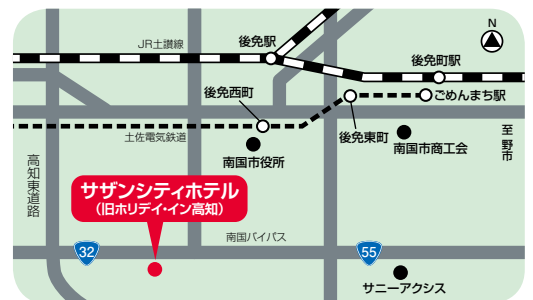 N
JR土讃線
後免駅
後免町駅
後免西町
ごめんまち駅
土佐電気鉄道
後免東町
至野市
南国市役所
南国市商工会
高知東道路
サザンシティホテル
(旧ホリデイ・イン高知)
南国バイパス
32
55
サニーアクシス